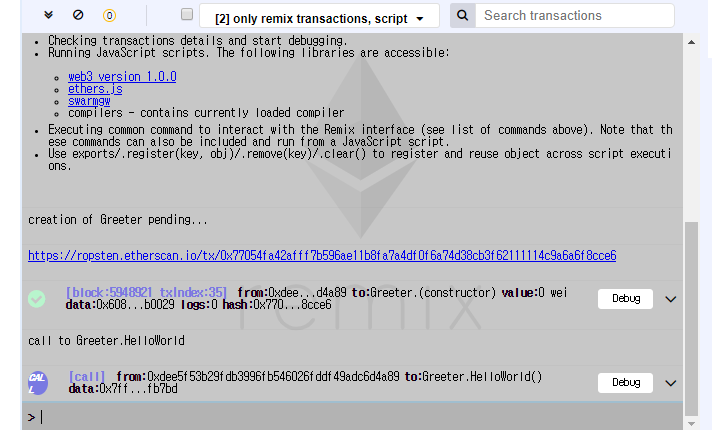 0
[2] only remix transactions, script
Search transactions
• Checking transactions details and start debugging.
• Running JavaScript scripts. The following libraries are accessible:
◦ web3 version 1.0.0
◦ ethers.js
◦ swarmgw
◦ compilers - contains currently loaded compiler
• Executing common command to interact with the Remix interface (see list of commands above). Note that th
ese commands can also be included and run from a JavaScript script.
• Use exports/.register(key, obj)/.remove(key)/.clear() to register and reuse object across script executi
ons.
creation of Greeter pending...
https://ropsten.etherscan.io/tx/0x77054fa42afff7b596ae11b8fa7a4df0f6a74d38cb3f62111114c9a6a6f8cce6
[block:5948921 txIndex:35] from:0xdee...d4a89 to:Greeter.(constructor) value:0 wei
data:0x608...b0029 logs:0 hash:0x770...8cce6
Debug
remix
call to Greeter.HelloWorld
CALL
[call] from:0xdee5f53b29fdb3996fb546026fddf49adc6d4a89 to:Greeter.HelloWorld()
data:0x7ff...fb7bd
Debug
>